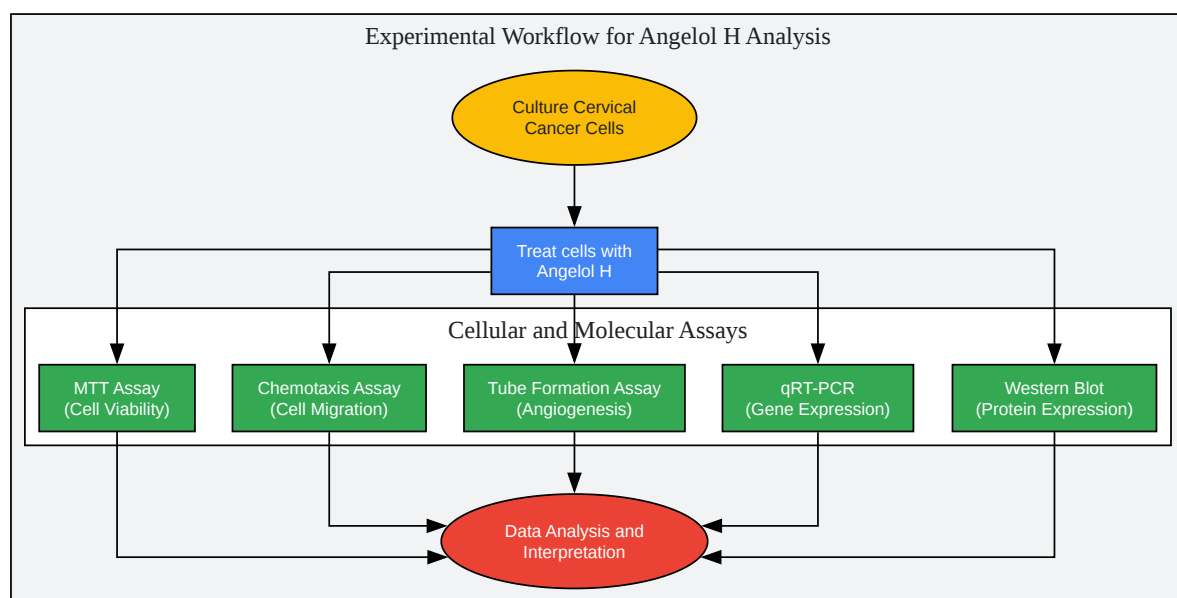 Experimental Workflow for Angelol H Analysis
Culture Cervical
Cancer Cells
Treat cells with
Angelol H
Cellular and Molecular Assays
MTT Assay
(Cell Viability)
Chemotaxis Assay
(Cell Migration)
Tube Formation Assay
(Angiogenesis)
qRT-PCR
(Gene Expression)
Western Blot
(Protein Expression)
Data Analysis and
Interpretation